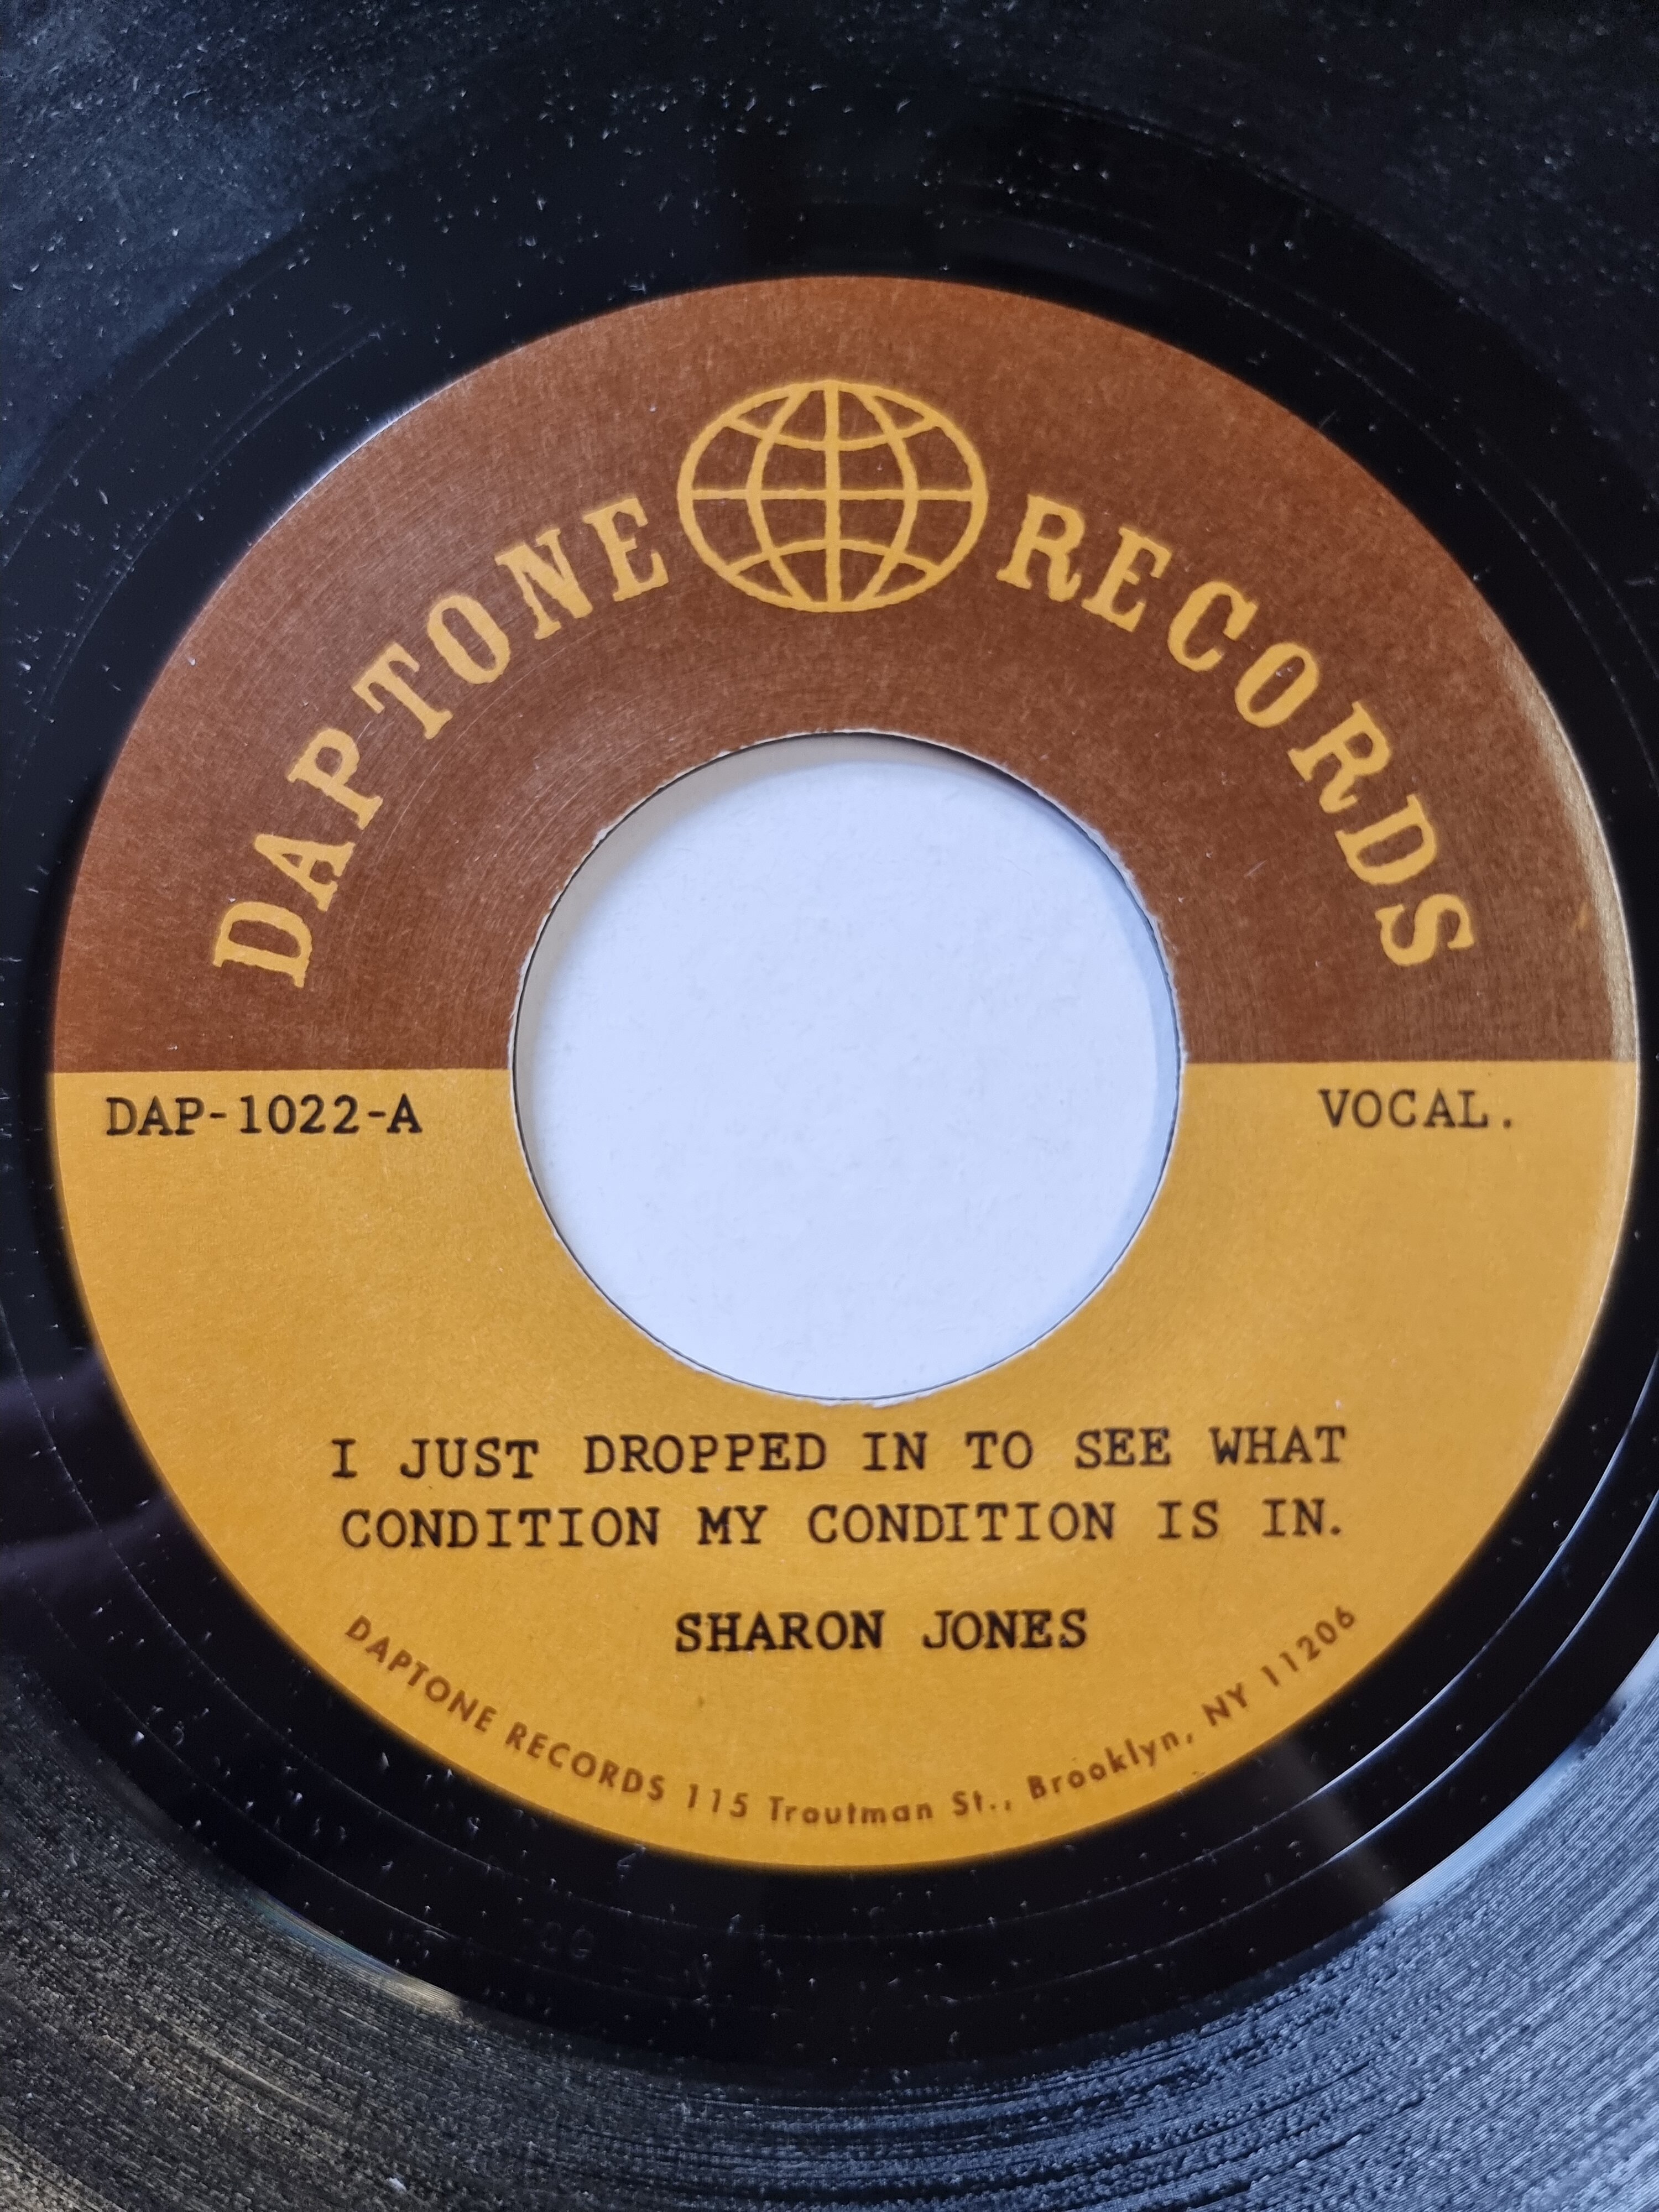 DAPTONE RECORDS
DAP-1022-A
VOCAL.
I JUST DROPPED IN TO SEE WHAT
CONDITION MY CONDITION IS IN.
SHARON JONES
DAPTONE RECORDS 115 Troutman St., Brooklyn, NY 11206